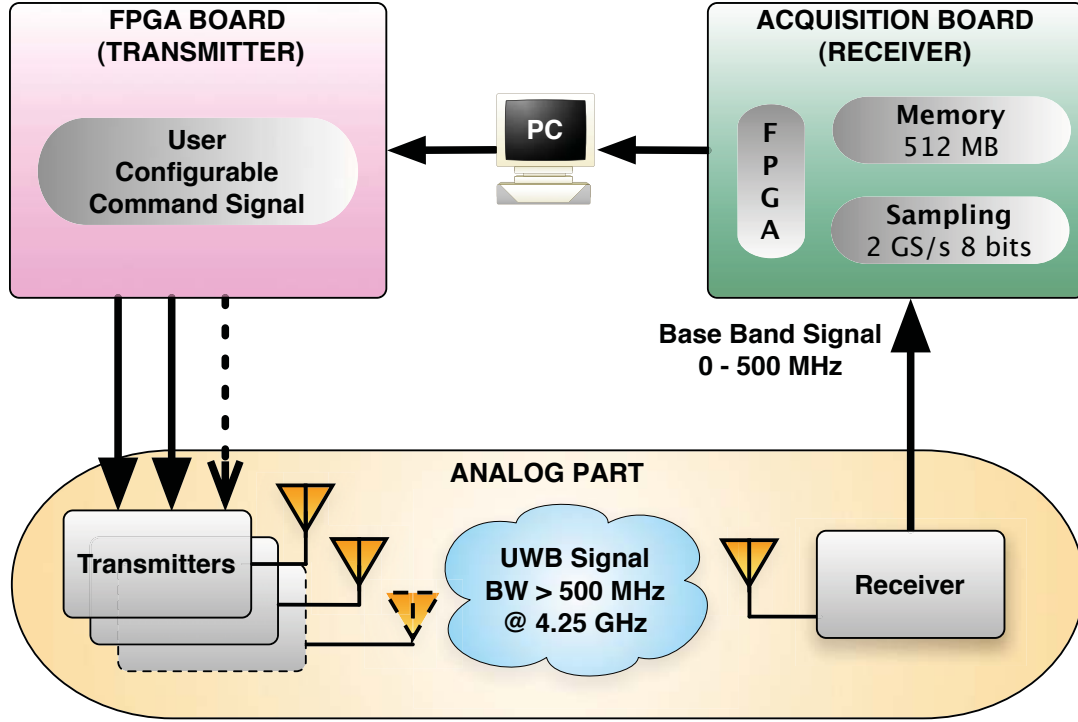 FPGA BOARD
(TRANSMITTER)
User
Configurable
Command Signal
PC
ACQUISITION BOARD
(RECEIVER)
F
P
G
A
Memory
512 MB
Sampling
2 GS/s 8 bits
Base Band Signal
0 - 500 MHz
ANALOG PART
Transmitters
UWB Signal
BW > 500 MHz
@ 4.25 GHz
Receiver